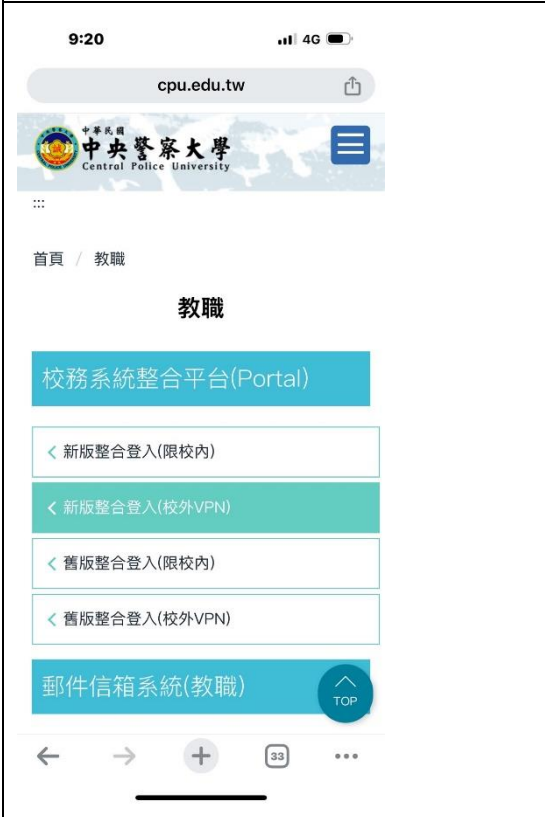 9:20
4G
cpu.edu.tw
中華民國
中央警察大學
Central Police University
:::
首頁 / 教職
教職
校務系統整合平台(Portal)
新版整合登入(限校內)
新版整合登入(校外VPN)
舊版整合登入(限校內)
舊版整合登入(校外VPN)
郵件信箱系統(教職)
TOP
33